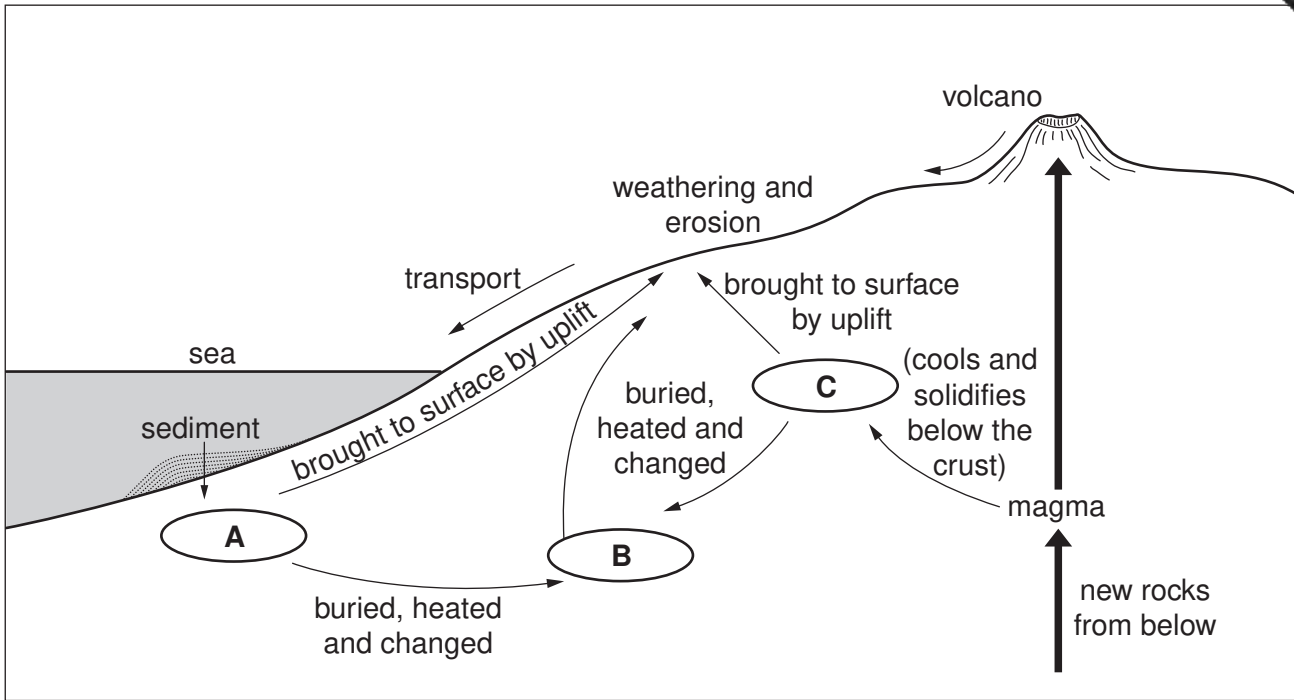 volcano
weathering and
erosion
transport
brought to surface
by uplift
sea
brought to surface by uplift
(cools and
solidifies
below the
crust)
C
buried,
heated and
changed
sediment
magma
A
B
buried, heated
and changed
new rocks
from below